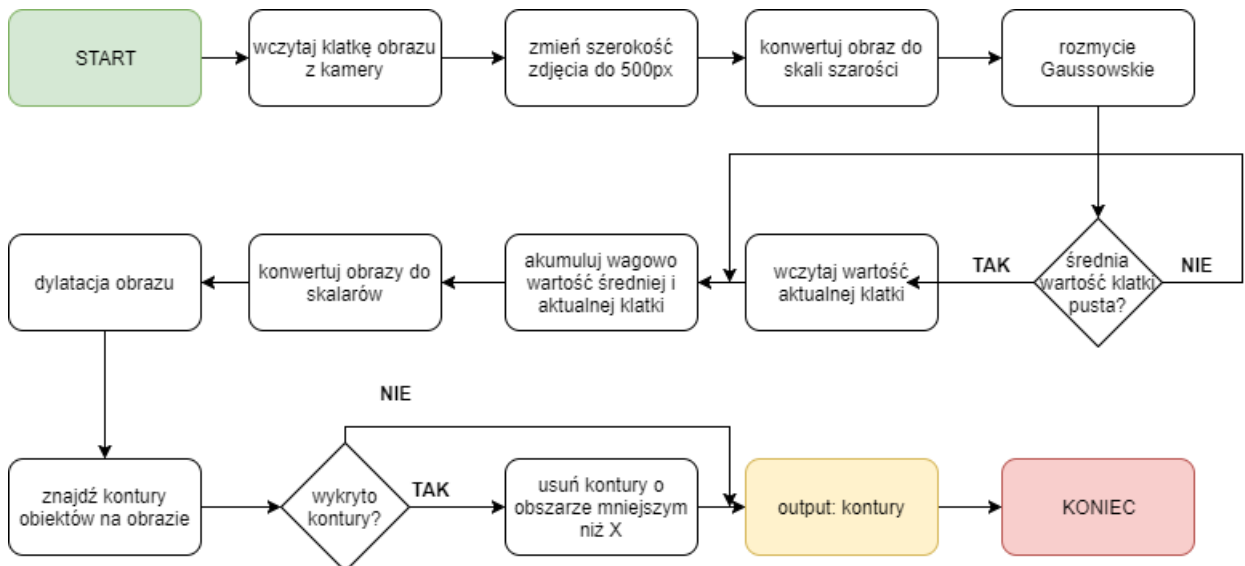 START
wczytaj klatkę obrazu
z kamery
zmień szerokość
zdjęcia do 500px
konwertuj obraz do
skali szarości
rozmycie
Gaussowskie
dylatacja obrazu
konwertuj obrazy do
skalarów
akumuluj wagowo
wartość średniej i
aktualnej klatki
wczytaj wartość
aktualnej klatki
TAK
średnia
wartość klatki
pusta?
NIE
NIE
znajdź kontury
obiektów na obrazie
wykryto
kontury?
TAK
usuń kontury o
obszarze mniejszym
niż X
output: kontury
KONIEC